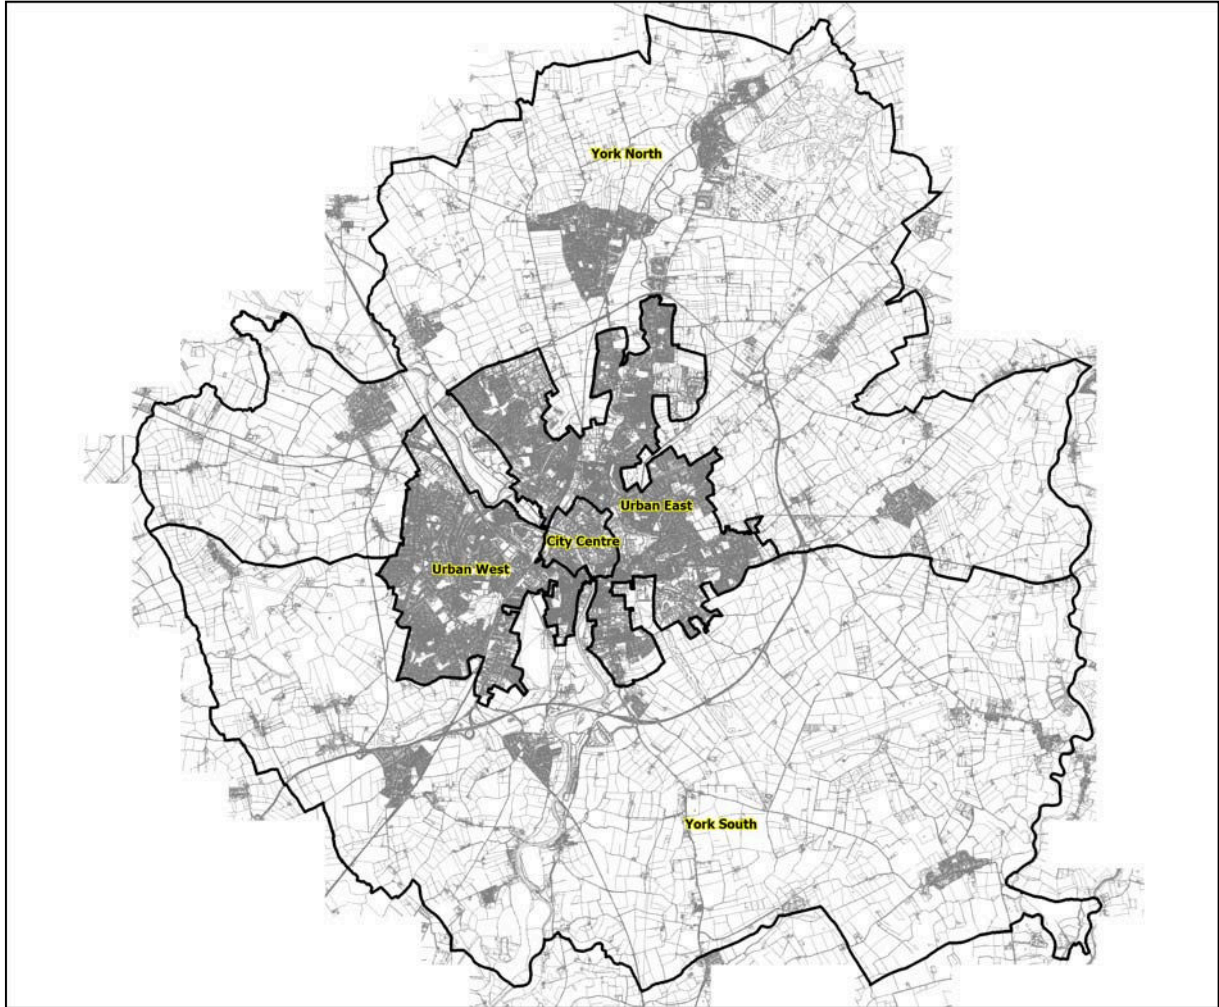 York North
Urban East
City Centre
Urban West
York South